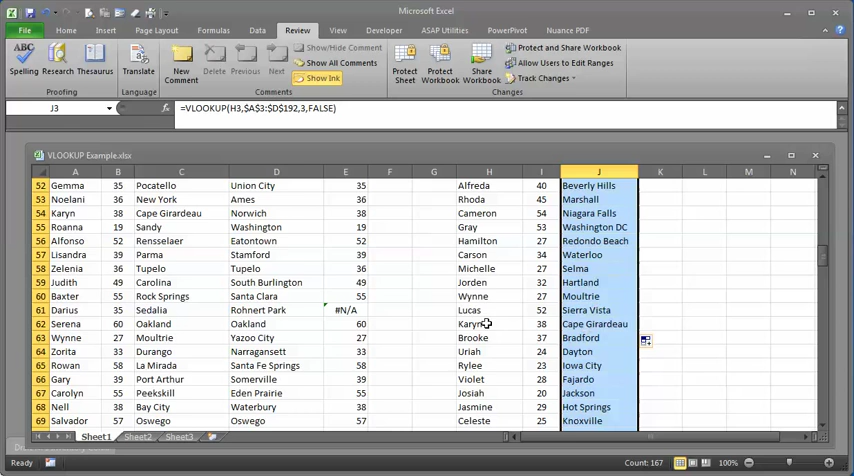 Microsoft Excel
File Home Insert Page Layout Formulas Data Review View Developer ASAP Utilities PowerPivot Nuance PDF
ABC
Spelling Research Thesaurus
Proofing
Translate
Language
New Comment
Delete Previous Next
Show/Hide Comment
Show All Comments
Show Ink
Comments
Protect Sheet
Protect Workbook
Share Workbook
Protect and Share Workbook
Allow Users to Edit Ranges
Track Changes
Changes
J3 fx =VLOOKUP(H3,$A$3:$D$192,3,FALSE)
VLOOKUP Example.xlsx
A B C D E F G H I J K L M N
52 Gemma 35 Pocatello Union City 35 Alfreda 40 Beverly Hills
53 Noelani 36 New York Ames 36 Rhoda 45 Marshall
54 Karyn 38 Cape Girardeau Norwich 38 Cameron 54 Niagara Falls
55 Roanna 19 Sandy Washington 19 Gray 53 Washington DC
56 Alfonso 52 Rensselaer Eatontown 52 Hamilton 27 Redondo Beach
57 Lisandra 39 Parma Stamford 39 Carson 34 Waterloo
58 Zelenia 36 Tupelo Tupelo 36 Michelle 27 Selma
59 Judith 49 Carolina South Burlington 49 Jorden 32 Hartland
60 Baxter 55 Rock Springs Santa Clara 55 Wynne 27 Moultrie
61 Darius 35 Sedalia Rohnert Park #N/A Lucas 52 Sierra Vista
62 Serena 60 Oakland Oakland 60 Karyn 38 Cape Girardeau
63 Wynne 27 Moultrie Yazoo City 27 Brooke 37 Bradford
64 Zorita 33 Durango Narragansett 33 Uriah 24 Dayton
65 Rowan 58 La Mirada Santa Fe Springs 58 Rylee 23 Iowa City
66 Gary 39 Port Arthur Somerville 39 Violet 28 Fajardo
67 Carolyn 55 Peekskill Eden Prairie 55 Josiah 20 Jackson
68 Nell 38 Bay City Waterbury 38 Jasmine 29 Hot Springs
69 Salvador 57 Oswego Oswego 57 Celeste 25 Knoxville
Sheet1 Sheet2 Sheet3
Ready Count: 167 100%